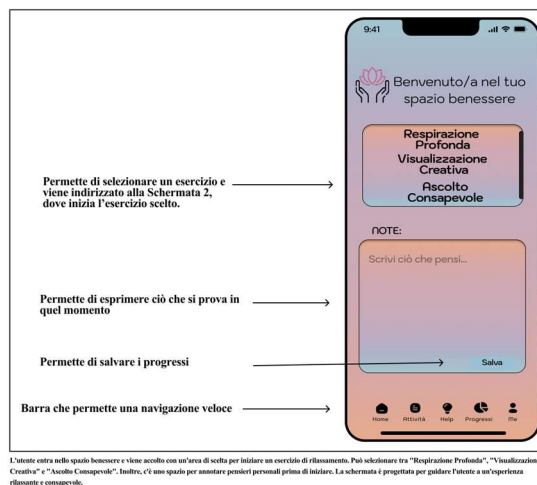 9:41
Benvenuto/a nel tuo
spazio benessere
Respirazione
Profonda
Visualizzazione
Creativa
Ascolto
Consapevole
Permette di selezionare un esercizio e
viene indirizzato alla Schermata 2,
dove inizia l'esercizio scelto.
NOTE:
Scrivi ciò che pensi...
Permette di esprimere ciò che si prova in
quel momento
Permette di salvare i progressi
Salva
Barra che permette una navigazione veloce
Home Attività Help Progressi Me
L'utente entra nello spazio benessere e viene accolto con un'area di scelta per iniziare un esercizio di rilassamento. Può selezionare tra "Respirazione Profonda", "Visualizzazion
Creativa" e "Ascolto Consapevole". Inoltre, c'è uno spazio per annotare pensieri personali prima di iniziare. La schermata è progettata per guidare l'utente a un'esperienza
rilassante e consapevole.